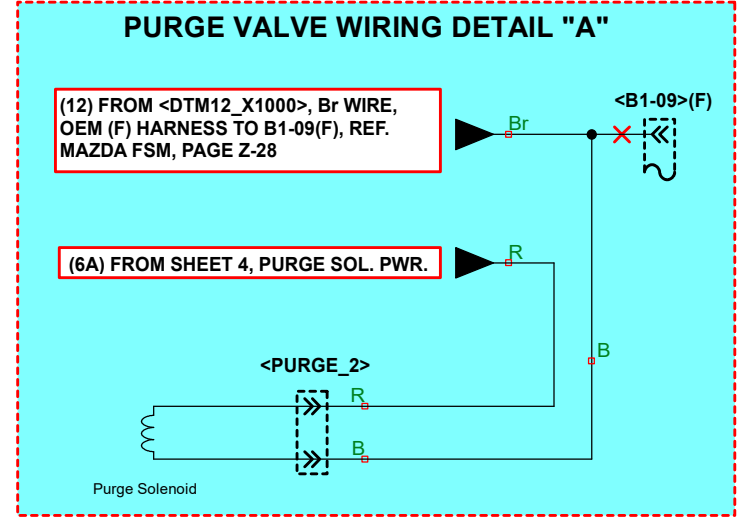 PURGE VALVE WIRING DETAIL "A"
<B1-09>(F)
(12) FROM <DTM12_X1000>, Br WIRE,
OEM (F) HARNESS TO B1-09(F), REF.
MAZDA FSM, PAGE Z-28
Br
(6A) FROM SHEET 4, PURGE SOL. PWR.
R
B
<PURGE_2>
R
B
Purge Solenoid